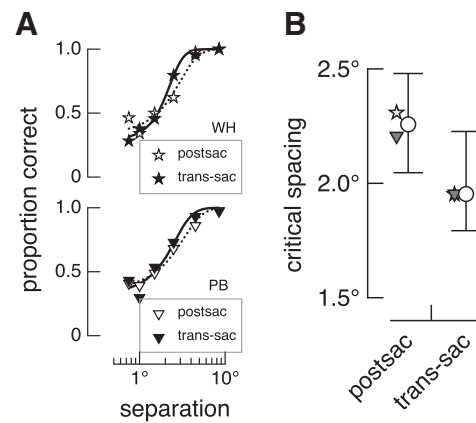 A
proportion correct
1.0
0.5
0
WH
postsac
trans-sac
1.0
0.5
0
PB
postsac
trans-sac
1° 10°
separation
B
critical spacing
2.5°
2.0°
1.5°
postsac
trans-sac